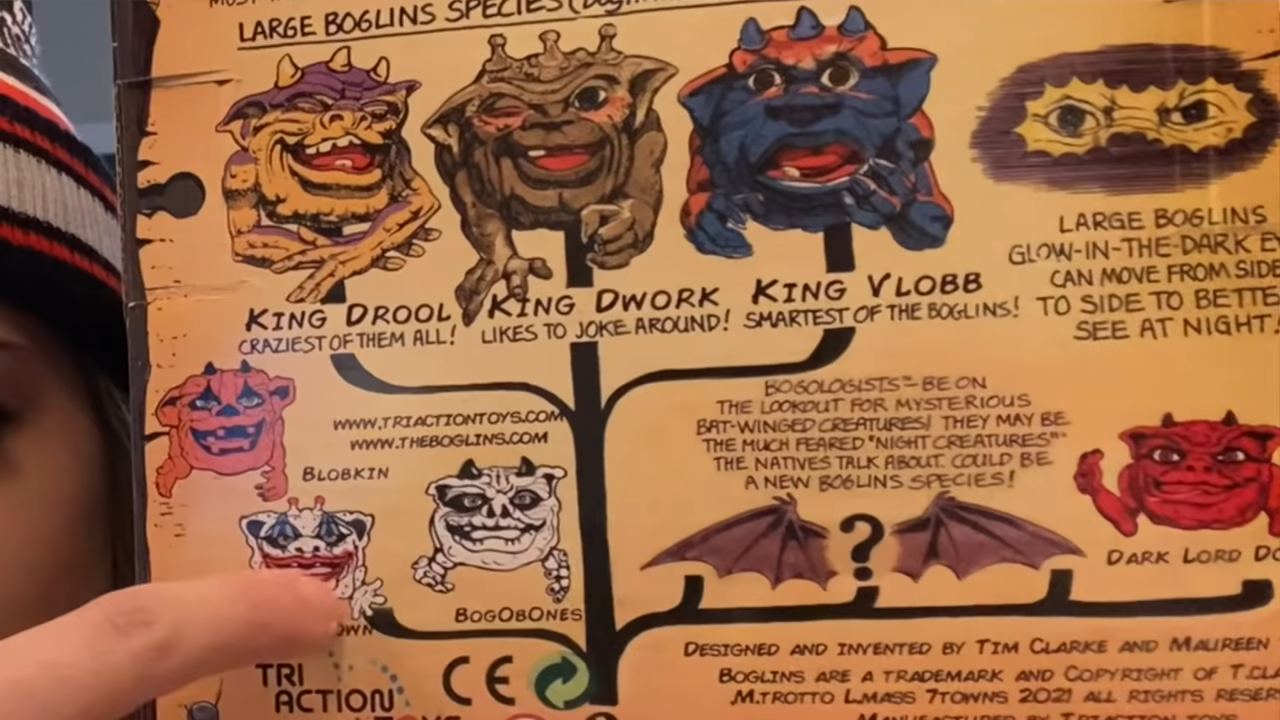 LARGE BOGLINS SPECIES
KING DROOL
CRAZIEST OF THEM ALL!
KING DWORK
LIKES TO JOKE AROUND!
KING VLOBB
SMARTEST OF THE BOGLINS!
LARGE BOGLINS
GLOW-IN-THE-DARK
CAN MOVE FROM SIDE
TO SIDE TO
SEE AT NIGHT!
WWW.TRIACTIONTOYS.COM
WWW.THEBOGLINS.COM
BLOBKIN
BOGOBONES
BOGOLOGISTS™-BE ON
THE LOOKOUT FOR MYSTERIOUS
BAT-WINGED CREATURES! THEY MAY BE
THE MUCH FEARED "NIGHT CREATURES"™
THE NATIVES TALK ABOUT. COULD BE
A NEW BOGLINS SPECIES!
?
DARK LORD
DESIGNED AND INVENTED BY TIM CLARKE AND MAUREEN
BOGLINS ARE A TRADEMARK AND COPYRIGHT OF
M.TROTTO L.MASS 7TOWNS 2021 ALL RIGHTS
TRI
ACTION
CE